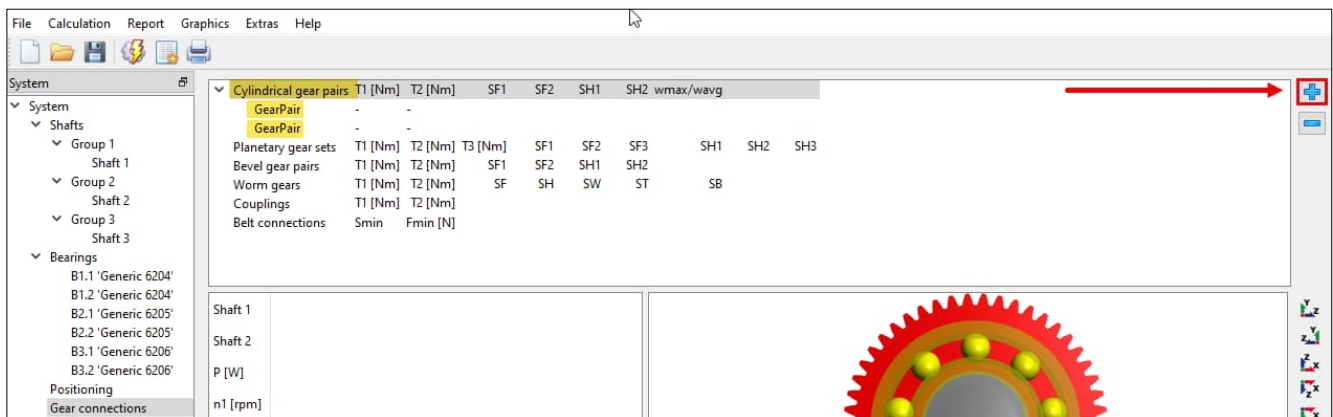 File Calculation Report Graphics Extras Help
System
System
Shafts
Group 1
Shaft 1
Group 2
Shaft 2
Group 3
Shaft 3
Bearings
B1.1 'Generic 6204'
B1.2 'Generic 6204'
B2.1 'Generic 6205'
B2.2 'Generic 6205'
B3.1 'Generic 6206'
B3.2 'Generic 6206'
Positioning
Gear connections
Cylindrical gear pairs T1 [Nm] T2 [Nm] SF1 SF2 SH1 SH2 wmax/wavg
GearPair - -
GearPair - -
Planetary gear sets T1 [Nm] T2 [Nm] T3 [Nm] SF1 SF2 SF3 SH1 SH2 SH3
Bevel gear pairs T1 [Nm] T2 [Nm] SF1 SF2 SH1 SH2
Worm gears T1 [Nm] T2 [Nm] SF SH SW ST SB
Couplings T1 [Nm] T2 [Nm]
Belt connections Smin Fmin [N]
Shaft 1
Shaft 2
P [W]
n1 [rpm]
Y z
z Y
Z x
z x